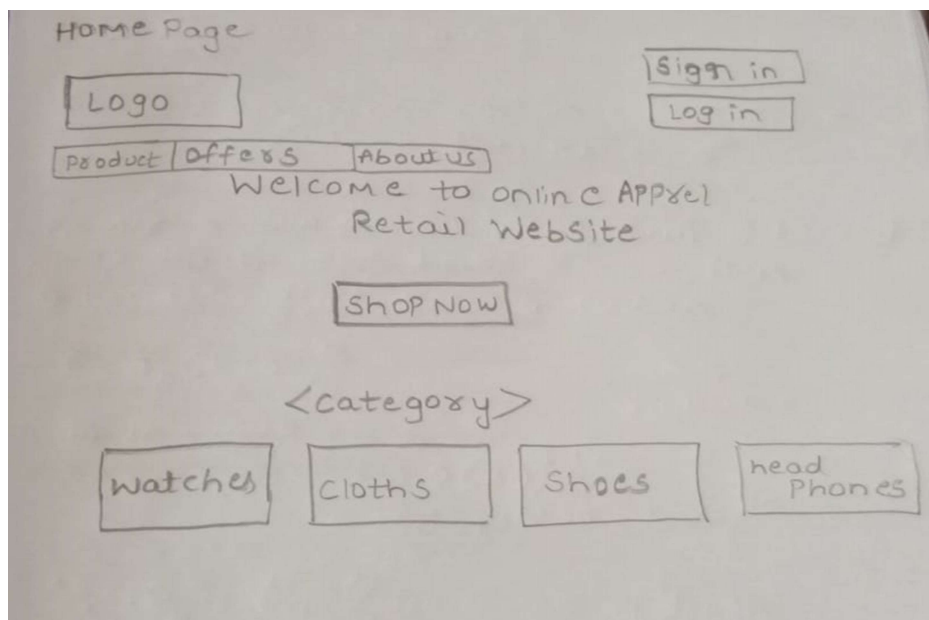 Home Page
Logo
Sign in
Log in
Product Offers About us
Welcome to online Apprel
Retail Website
Shop Now
<category>
Watches
Cloths
Shoes
head
Phones